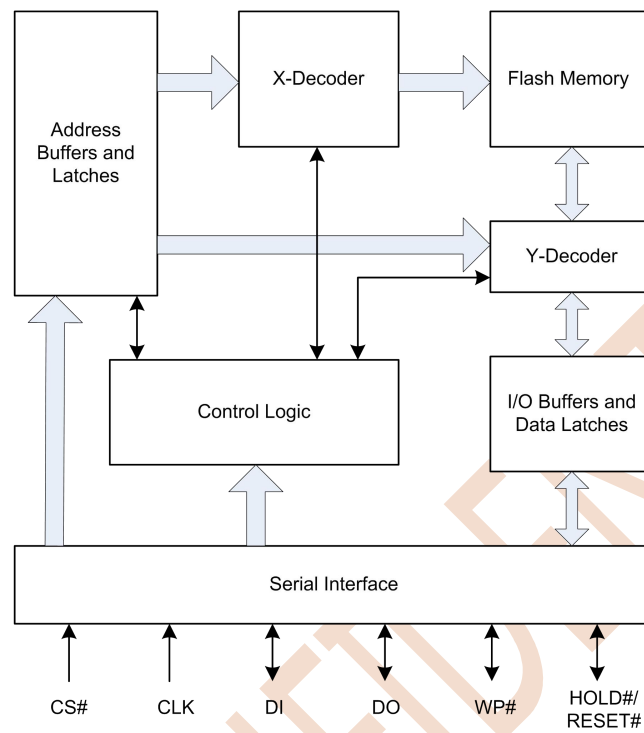 X-Decoder
Flash Memory
Address
Buffers and
Latches
Y-Decoder
Control Logic
I/O Buffers and
Data Latches
Serial Interface
CS#
CLK
DI
DO
WP#
HOLD#/
RESET#